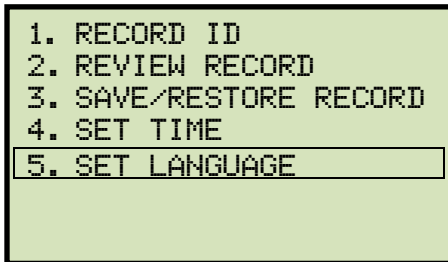 1. RECORD ID
2. REVIEW RECORD
3. SAVE/RESTORE RECORD
4. SET TIME
5. SET LANGUAGE